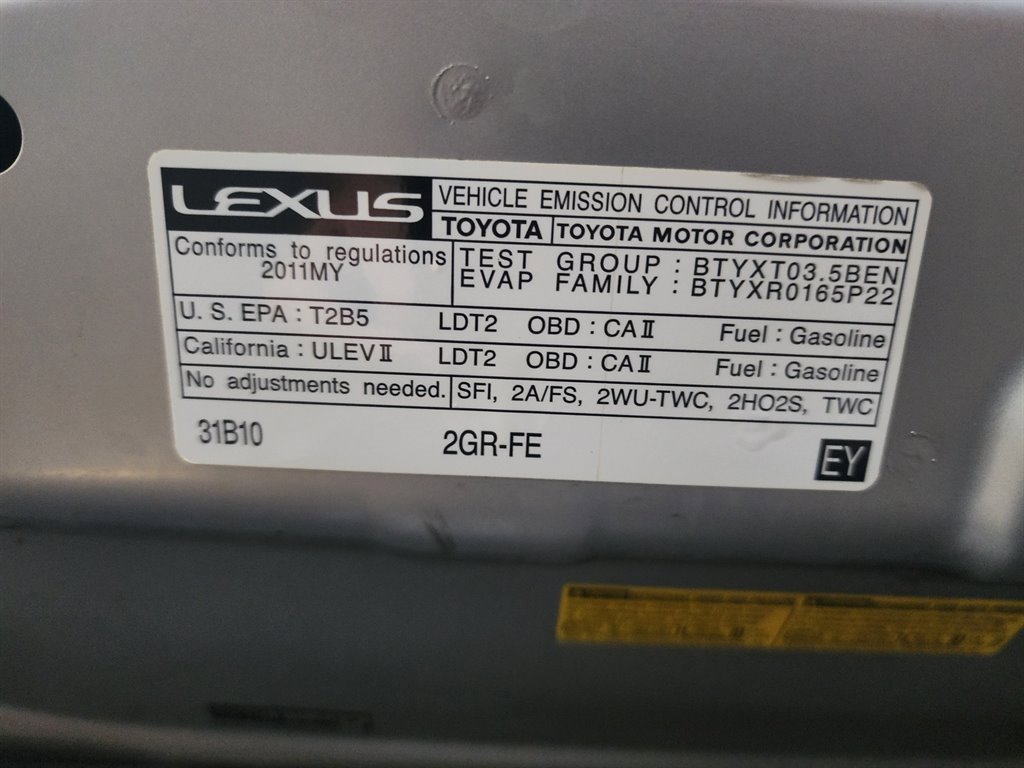 LEXUS
VEHICLE EMISSION CONTROL INFORMATION
TOYOTA TOYOTA MOTOR CORPORATION
Conforms to regulations
2011MY
TEST GROUP : BTYXT03.5BEN
EVAP FAMILY : BTYXR0165P22
U. S. EPA : T2B5 LDT2 OBD : CAⅡ Fuel : Gasoline
California : ULEVⅡ LDT2 OBD : CAⅡ Fuel : Gasoline
No adjustments needed. SFI, 2A/FS, 2WU-TWC, 2HO2S, TWC
31B10 2GR-FE EY